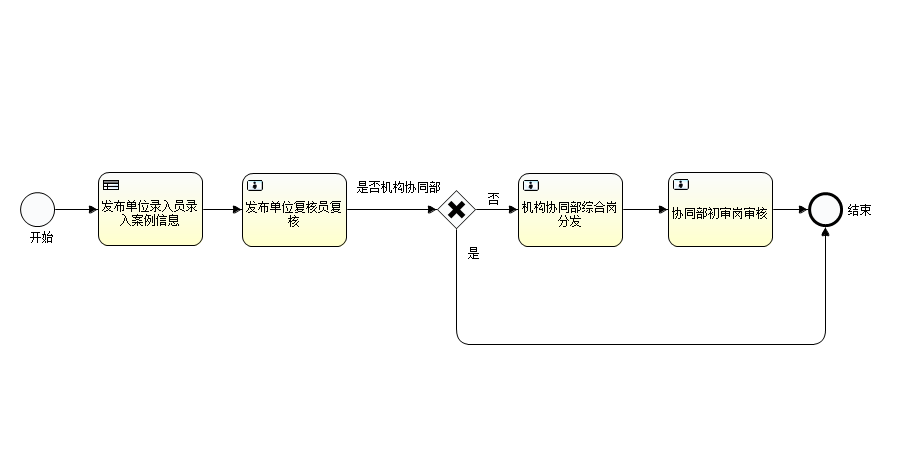 开始
发布单位录入员录
入案例信息
发布单位复核员复
核
是否机构协同部
否
是
机构协同部综合岗
分发
协同部初审岗审核
结束